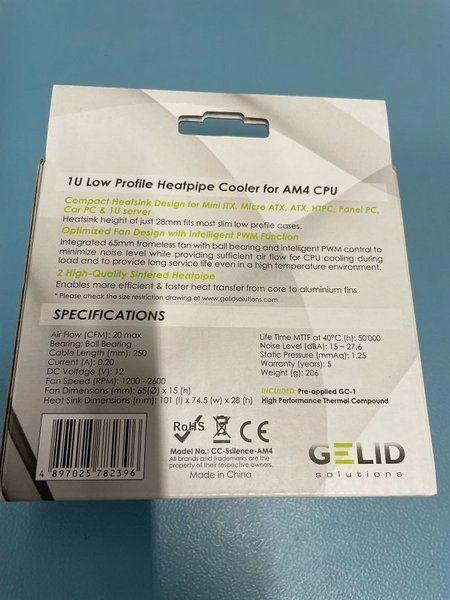 1U Low Profile Heatpipe Cooler for AM4 CPU
Compact Heatsink Design for Mini ITX, Micro ATX, ATX, HTPC, Panel PC,
Car PC & 1U server
Heatsink height of just 28mm fits most slim low profile cases.
Optimized Fan Design with Intelligent PWM Function
Integrated 65mm frameless fan with ball bearing and intelligent PWM control to
minimize noise level while providing sufficient air flow for CPU cooling during
load and to provide long service life even in a high temperature environment.
2 High-Quality Sintered Heatpipe
Enables more efficient & faster heat transfer from core to aluminium fins
* Please check the size restriction drawing at www.gelidsolutions.com
SPECIFICATIONS
Air Flow (CFM): 20 max
Bearing: Ball Bearing
Cable Length (mm): 250
Current (A): 0.20
DC Voltage (V): 12
Fan Speed (RPM): 1200 - 2600
Fan Dimensions (mm): 65(Ø) x 15 (h)
Heat Sink Dimensions (mm): 101 (l) x 74.5 (w) x 28 (h)
Life Time MTTF at 40°C (h): 50'000
Noise Level (dBA): 15 ~ 27.6
Static Pressure (mmAq): 1.25
Warranty (years): 5
Weight (g): 206
INCLUDED: Pre-applied GC-1
High Performance Thermal Compound
RoHS
CE
Model No.: CC-Ssilence-AM4
All brands and trademarks are the
property of their respective owners.
Made in China
4 897025 782396
GELID
solutions